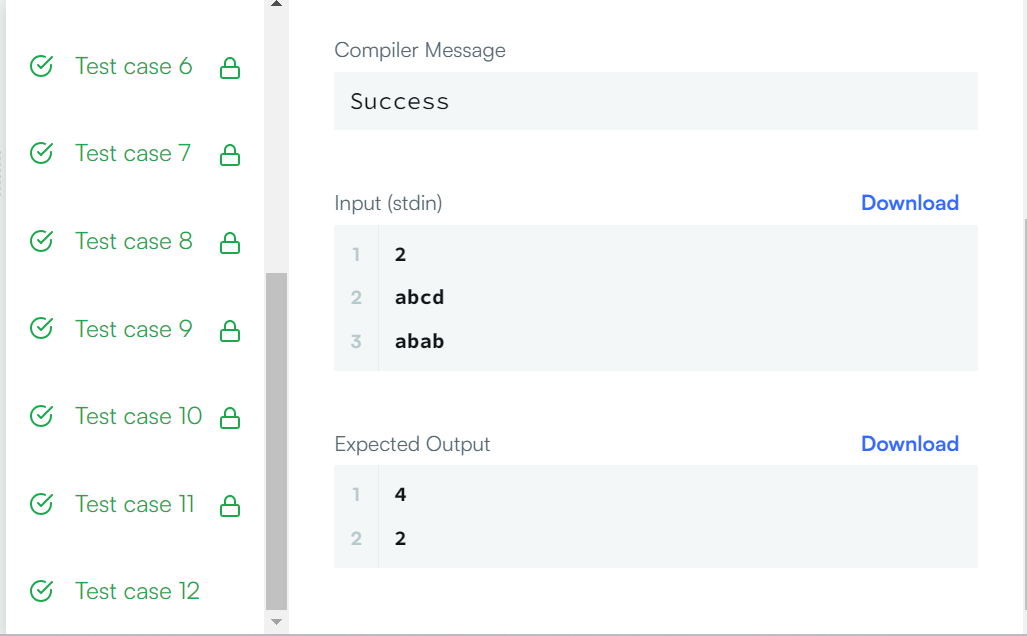 Test case 6
Test case 7
Test case 8
Test case 9
Test case 10
Test case 11
Test case 12
Compiler Message
Success
Input (stdin) Download
1 2
2 abcd
3 abab
Expected Output Download
1 4
2 2